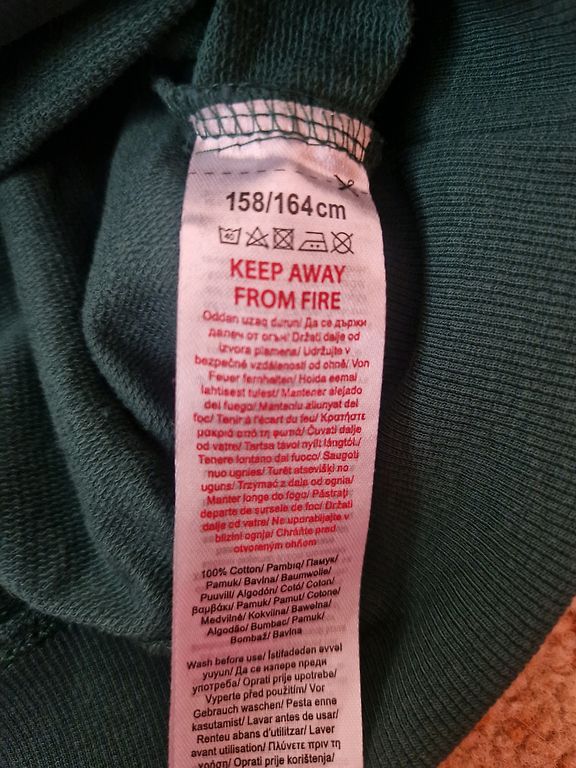 158/164cm
40
KEEP AWAY
FROM FIRE
Oddan uzaq durun/ Да се държи
далеч от огън/ Držati dalje od
izvora plamena/ Udržujte v
bezpečné vzdálenosti od ohně/ Von
Feuer fernhalten/ Hoida eemal
lahtisest tulest/ Mantener alejado
del fuego/ Manteniu allunyat del
foc/ Tenir à l'écart du feu/ Κρατήστε
μακριά από τη φωτιά/ Čuvati dalje
od vatre/ Tartsa távol nyílt lángtól./
Tenere lontano dal fuoco/ Saugoti
nuo ugnies/ Turēt atsevišķi no
uguns/ Trzymać z dala od ognia/
Manter longe do fogo/ Păstrați
departe de sursele de foc/ Držati
dalje od vatre/ Ne uporabljajte v
bližini ognja/ Chráňte pred
otvoreným ohňom
100% Cotton/ Pambıq/ Памук/
Pamuk/ Bavlna/ Baumwolle/
Puuvill/ Algodón/ Cotó/ Coton/
βαμβάκι/ Pamuk/ Pamut/ Cotone/
Medvilnė/ Kokvilna/ Bawełna/
Algodão/ Bumbac/ Pamuk/
Bombaž/ Bavlna
Wash before use/ İstifadədən əvvəl
yuyun/ Да се изпере преди
употреба/ Oprati prije upotrebe/
Vyperte před použitím/ Vor
Gebrauch waschen/ Pesta enne
kasutamist/ Lavar antes de usar/
Renteu abans d'utilitzar/ Laver
avant utilisation/ Πλύνετε πριν τη
χρήση/ Oprati prije korištenja/